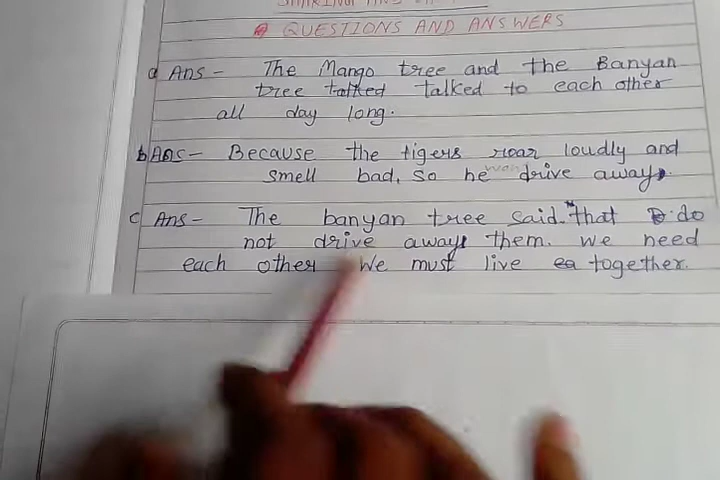 QUESTIONS AND ANSWERS
a Ans - The Mango tree and the Banyan
tree talked talked to each other
all day long.
b Ans - Because the tigers roar loudly and
smell bad, so he drive away.
c Ans - The banyan tree said "that do
not drive away them. We need
each other We must live ea together.